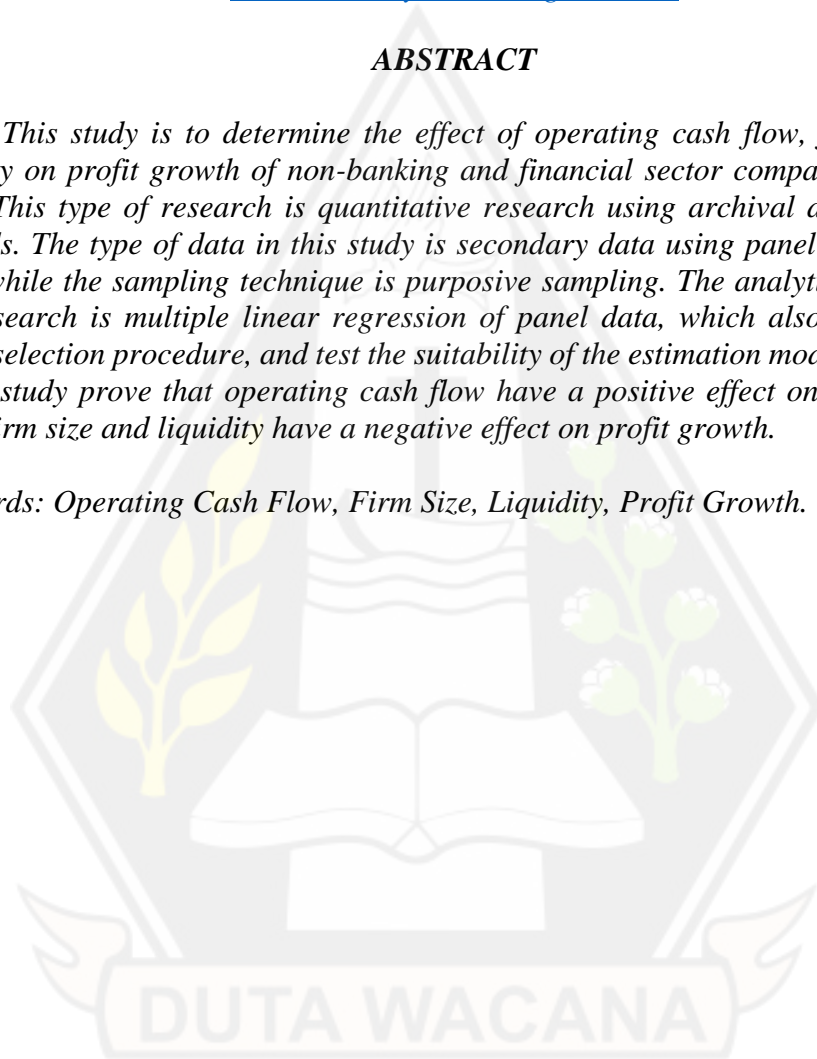 ABSTRACT
This study is to determine the effect of operating cash flow,
y on profit growth of non-banking and financial sector compa
This type of research is quantitative research using archival
s. The type of data in this study is secondary data using panel
while the sampling technique is purposive sampling. The analyt
search is multiple linear regression of panel data, which also
selection procedure, and test the suitability of the estimation mo
study prove that operating cash flow have a positive effect on
irm size and liquidity have a negative effect on profit growth.
rds: Operating Cash Flow, Firm Size, Liquidity, Profit Growth.
DUTA WACANA